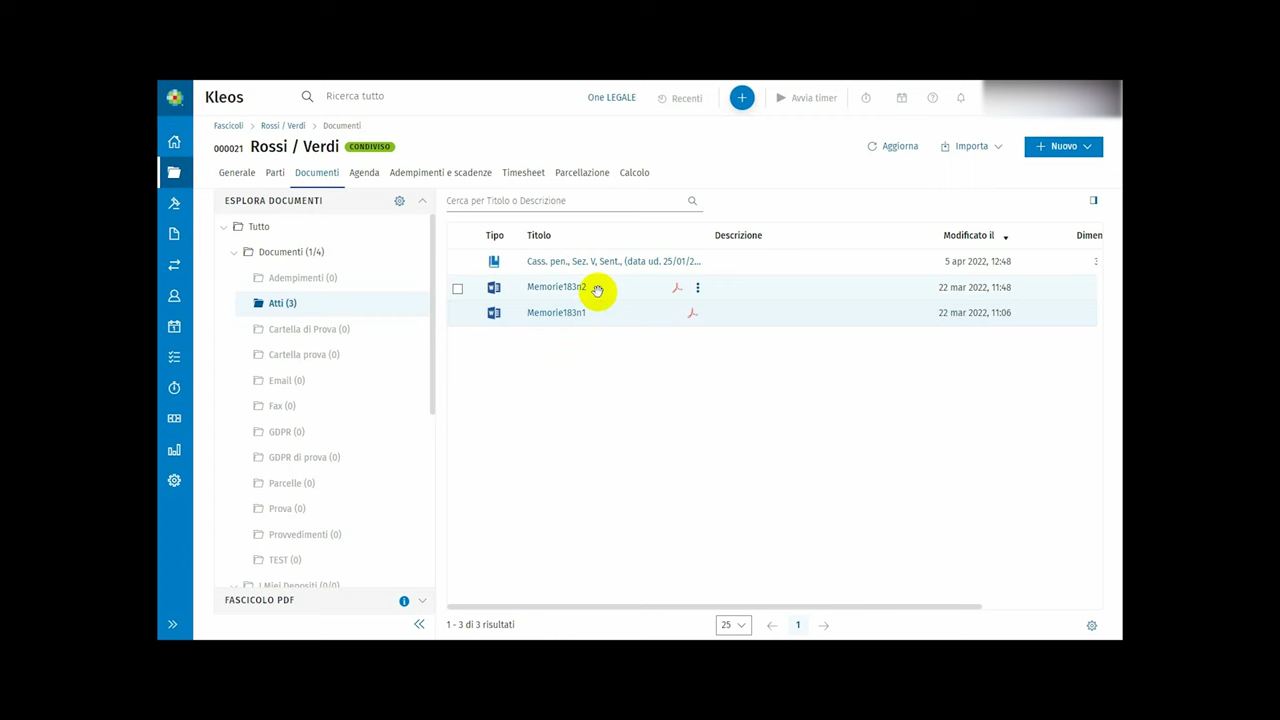 Kleos
Ricerca tutto
One LEGALE
Recenti
Avvia timer
Fascicoli > Rossi / Verdi > Documenti
000021 Rossi / Verdi CONDIVISO
Aggiorna
Importa
Nuovo
Generale Parti Documenti Agenda Adempimenti e scadenze Timesheet Parcellazione Calcolo
ESPLORA DOCUMENTI
Tutto
Documenti (1/4)
Adempimenti (0)
Atti (3)
Cartella di Prova (0)
Cartella prova (0)
Email (0)
Fax (0)
GDPR (0)
GDPR di prova (0)
Parcelle (0)
Prova (0)
Provvedimenti (0)
TEST (0)
I Miei Depositi (0/0)
FASCICOLO PDF
Cerca per Titolo o Descrizione
Tipo Titolo Descrizione Modificato il Dimen
Cass. pen., Sez. V, Sent., (data ud. 25/01/2... 5 apr 2022, 12:48 3
Memorie183n2 22 mar 2022, 11:48
Memorie183n1 22 mar 2022, 11:06
1 - 3 di 3 risultati
25
1